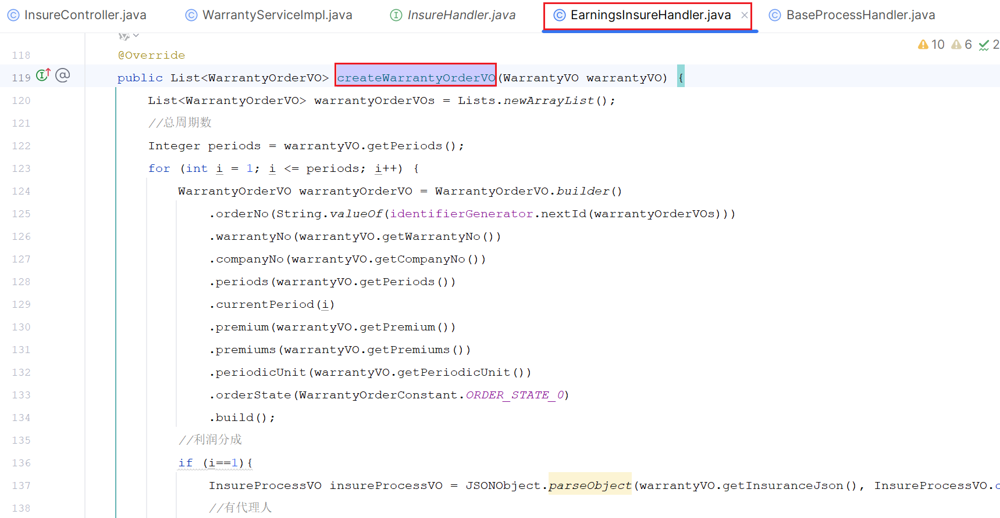 InsureController.java WarrantyServiceImpl.java InsureHandler.java EarningsInsureHandler.java BaseProcessHandler.java
10 6 2
118 @Override
119 public List<WarrantyOrderVO> createWarrantyOrderVO(WarrantyVO warrantyVO) {
120 List<WarrantyOrderVO> warrantyOrderVOs = Lists.newArrayList();
121 //总周期数
122 Integer periods = warrantyVO.getPeriods();
123 for (int i = 1; i <= periods; i++) {
124 WarrantyOrderVO warrantyOrderVO = WarrantyOrderVO.builder()
125 .orderNo(String.valueOf(identifierGenerator.nextId(warrantyOrderVOs)))
126 .warrantyNo(warrantyVO.getWarrantyNo())
127 .companyNo(warrantyVO.getCompanyNo())
128 .periods(warrantyVO.getPeriods())
129 .currentPeriod(i)
130 .premium(warrantyVO.getPremium())
131 .premiums(warrantyVO.getPremiums())
132 .periodicUnit(warrantyVO.getPeriodicUnit())
133 .orderState(WarrantyOrderConstant.ORDER_STATE_0)
134 .build();
135 //利润分成
136 if (i==1){
137 InsureProcessVO insureProcessVO = JSONObject.parseObject(warrantyVO.getInsuranceJson(), InsureProcessVO.
138 //有代理人